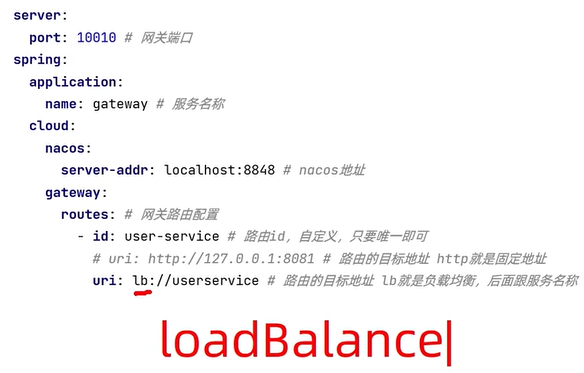 server:
port: 10010 # 网关端口
spring:
application:
name: gateway # 服务名称
cloud:
nacos:
server-addr: localhost:8848 # nacos地址
gateway:
routes: # 网关路由配置
- id: user-service # 路由id，自定义，只要唯一即可
# uri: http://127.0.0.1:8081 # 路由的目标地址 http就是固定地址
uri: lb://userservice # 路由的目标地址 lb就是负载均衡，后面跟服务名称
loadBalance